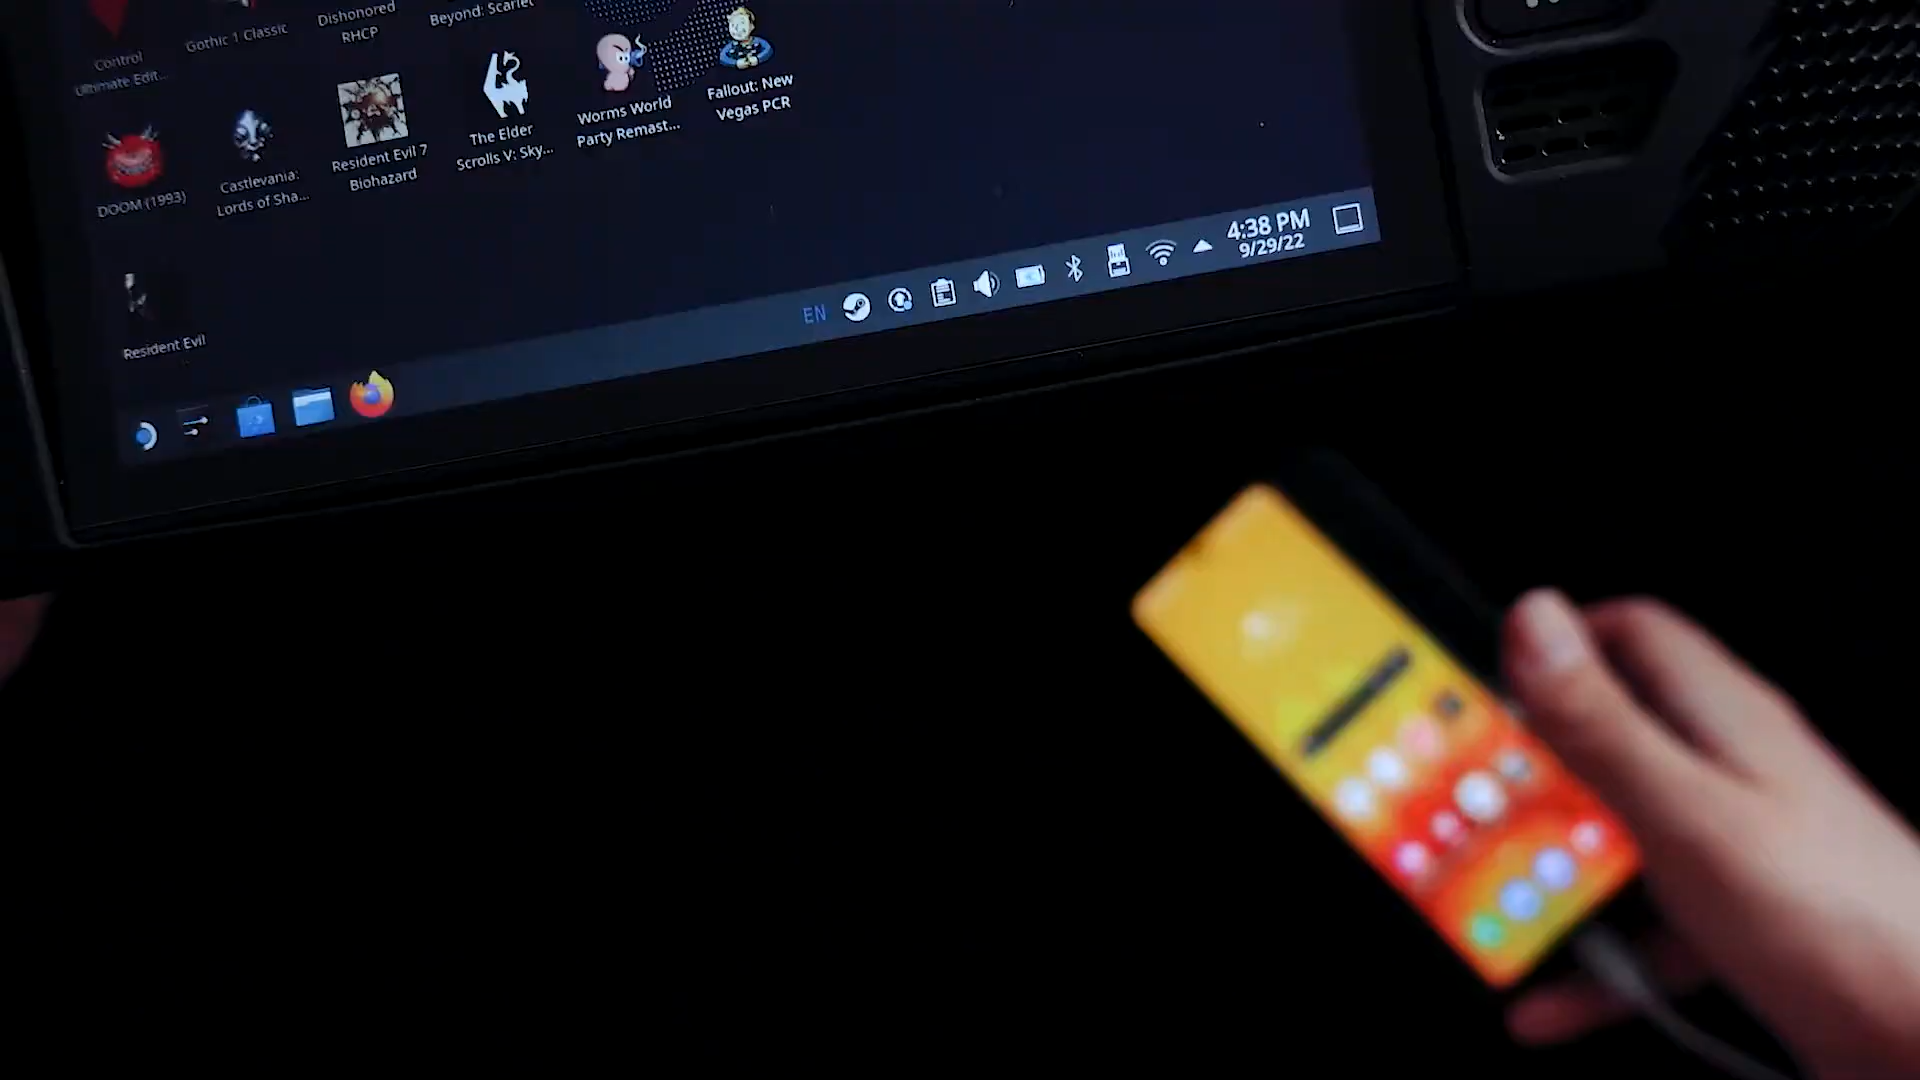 Control
Ultimate Edit...
Gothic 1 Classic
Dishonored
RHCP
Beyond: Scarlet
DOOM (1993)
Castlevania:
Lords of Sha...
Resident Evil 7
Biohazard
The Elder
Scrolls V: Sky...
Worms World
Party Remast...
Fallout: New
Vegas PCR
Resident Evil
EN
4:38 PM
9/29/22